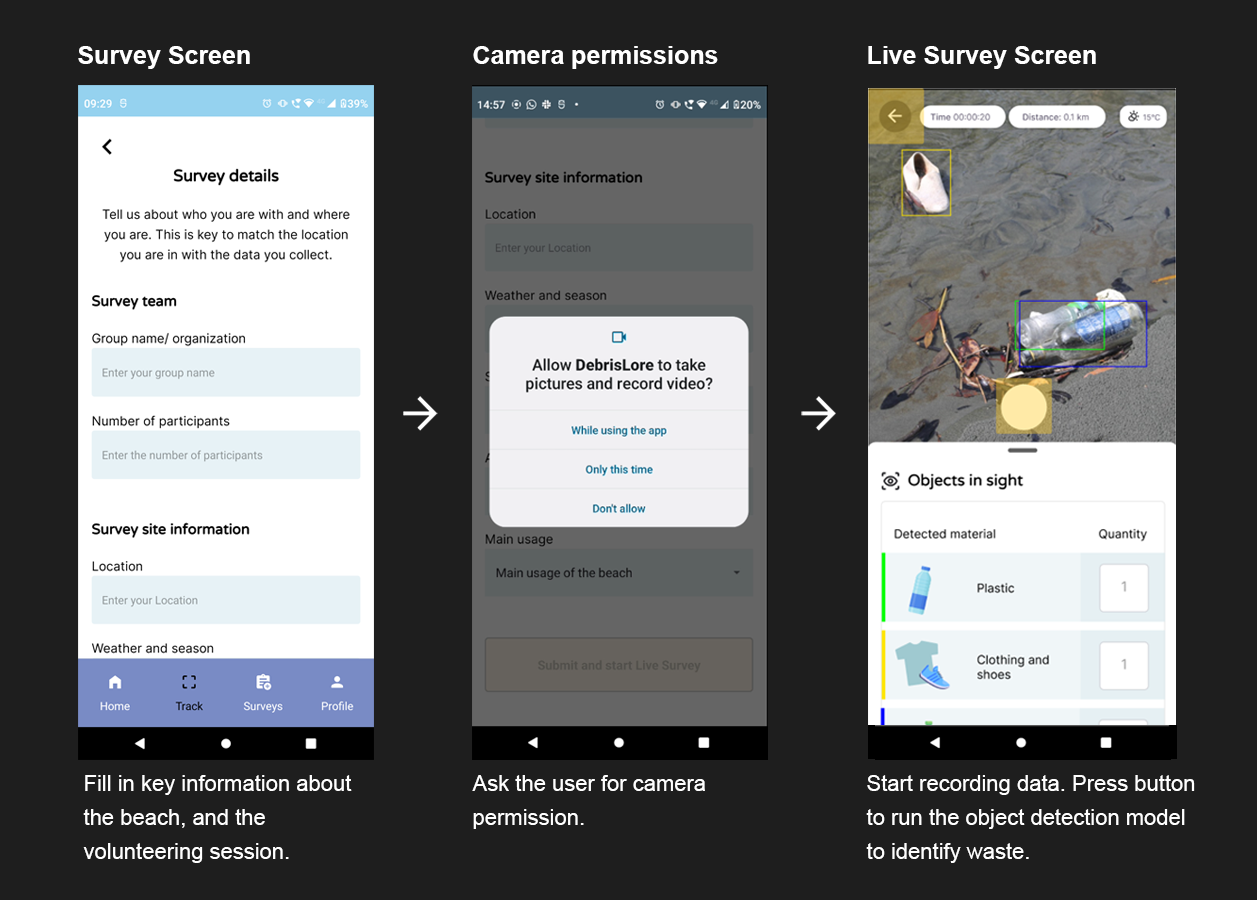 Survey Screen
09:29
39%
Survey details
Tell us about who you are with and where
you are. This is key to match the location
you are in with the data you collect.
Survey team
Group name/ organization
Enter your group name
Number of participants
Enter the number of participants
Survey site information
Location
Enter your Location
Weather and season
Home
Track
Surveys
Profile
Fill in key information about
the beach, and the
volunteering session.
Camera permissions
14:57
4G
20%
Survey site information
Location
Enter your Location
Weather and season
Allow DebrisLore to take
pictures and record video?
While using the app
Only this time
Don't allow
Main usage
Main usage of the beach
Submit and start Live Survey
Ask the user for camera
permission.
Live Survey Screen
Time 00:00:20
Distance: 0.1 km
15°C
Objects in sight
Detected material
Quantity
Plastic
1
Clothing and
shoes
1
Start recording data. Press button
to run the object detection model
to identify waste.